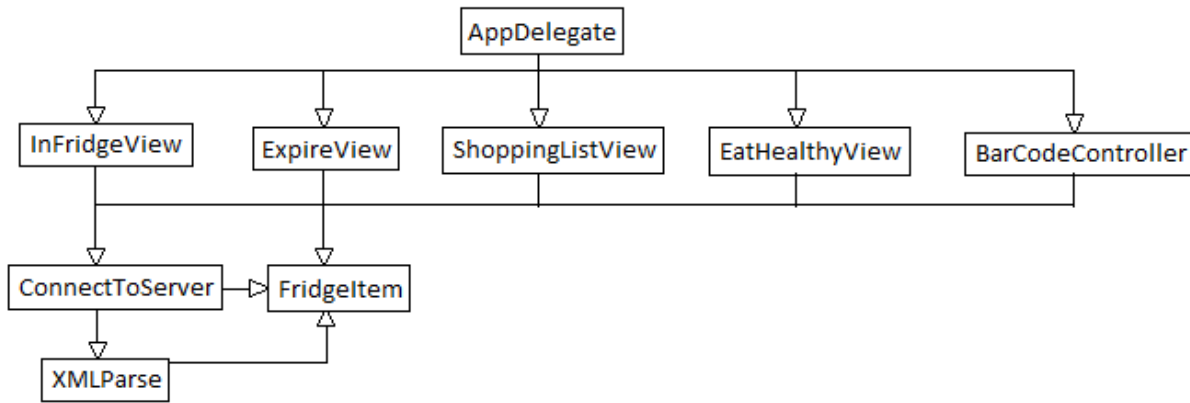 AppDelegate
InFridgeView
ExpireView
ShoppingListView
EatHealthyView
BarCodeController
ConnectToServer
FridgeItem
XMLParse